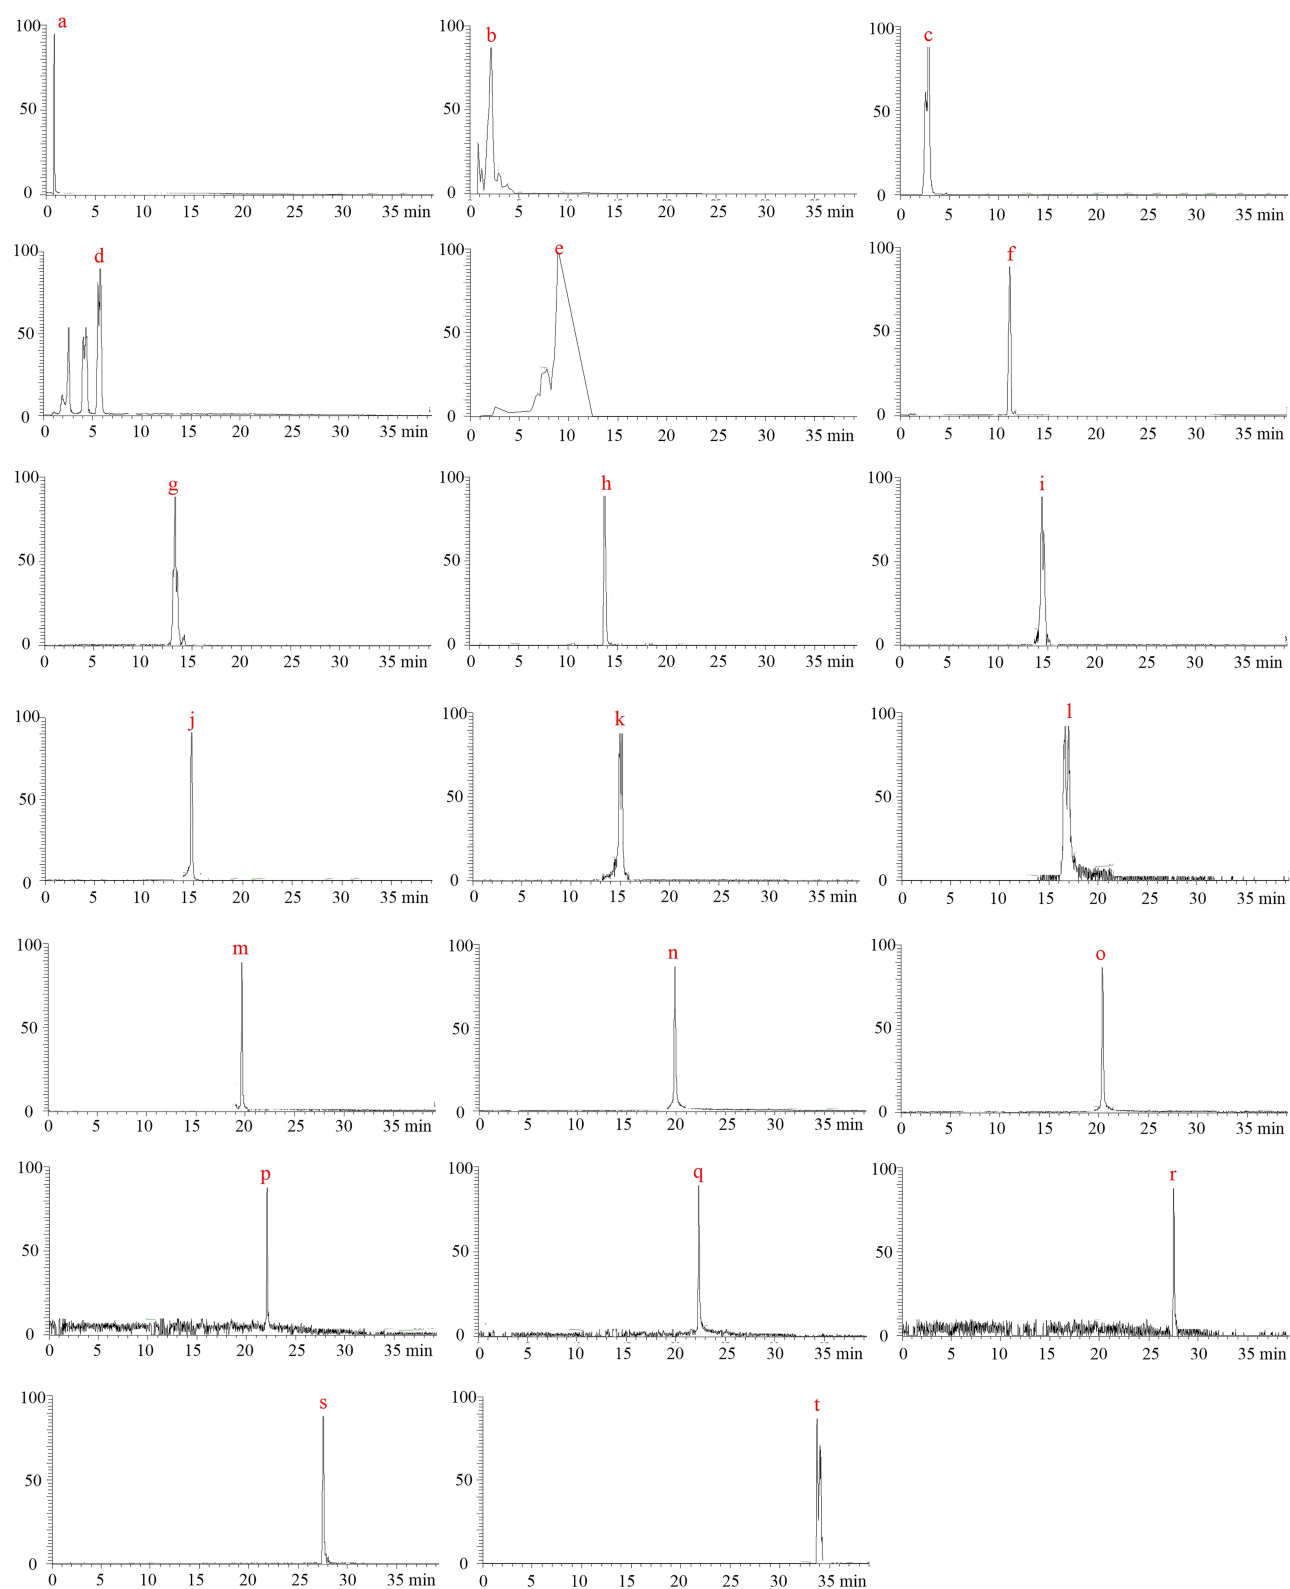 100 a 100 b 100 c
50 50 50
0 0 0
0 5 10 15 20 25 30 35 min 0 5 10 15 20 25 30 35 min 0 5 10 15 20 25 30 35 min
100 d 100 e 100 f
50 50 50
0 0 0
0 5 10 15 20 25 30 35 min 0 5 10 15 20 25 30 35 min 0 5 10 15 20 25 30 35 min
100 g 100 h 100 i
50 50 50
0 0 0
0 5 10 15 20 25 30 35 min 0 5 10 15 20 25 30 35 min 0 5 10 15 20 25 30 35 min
100 j 100 k 100 l
50 50 50
0 0 0
0 5 10 15 20 25 30 35 min 0 5 10 15 20 25 30 35 min 0 5 10 15 20 25 30 35 min
100 m 100 n 100 o
50 50 50
0 0 0
0 5 10 15 20 25 30 35 min 0 5 10 15 20 25 30 35 min 0 5 10 15 20 25 30 35 min
100 p 100 q 100 r
50 50 50
0 0 0
0 5 10 15 20 25 30 35 min 0 5 10 15 20 25 30 35 min 0 5 10 15 20 25 30 35 min
100 s 100 t
50 50
0 0
0 5 10 15 20 25 30 35 min 0 5 10 15 20 25 30 35 min